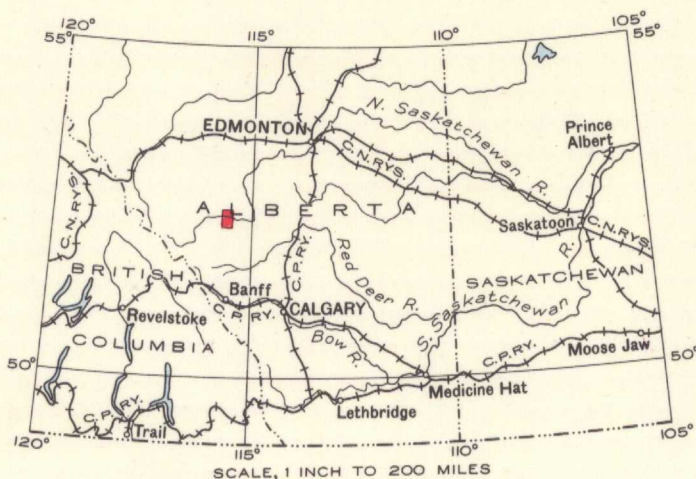 120°
115°
105°
55°
55°
N. Saskatchewan R.
EDMONTON
Prince Albert
C.N.RYS.
C.N.RYS.
ALBERTA
Saskatoon
C.N.RYS.
C.P.RY.
Red Deer R.
R.
BRITISH
Banff
SASKATCHEWAN
C.P.RY.
CALGARY
S. Saskatchewan
Revelstoke
Bow R.
COLUMBIA
C.P.RY.
Moose Jaw
50°
50°
Medicine Hat
C.P.RY.
Lethbridge
Trail
120°
115°
110°
105°
SCALE, 1 INCH TO 200 MILES